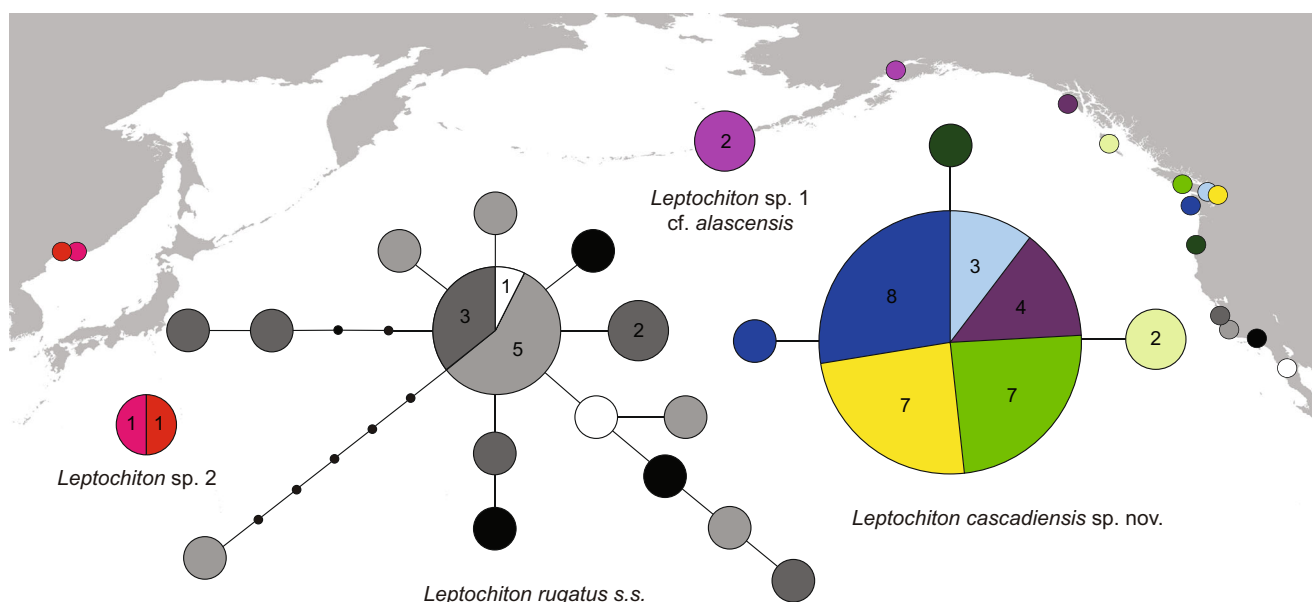 2
Leptochiton sp. 1
cf. alascensis
1
3
5
2
3
8
4
2
7
7
1 1
Leptochiton sp. 2
Leptochiton cascadiensis sp. nov.
Leptochiton rugatus s.s.